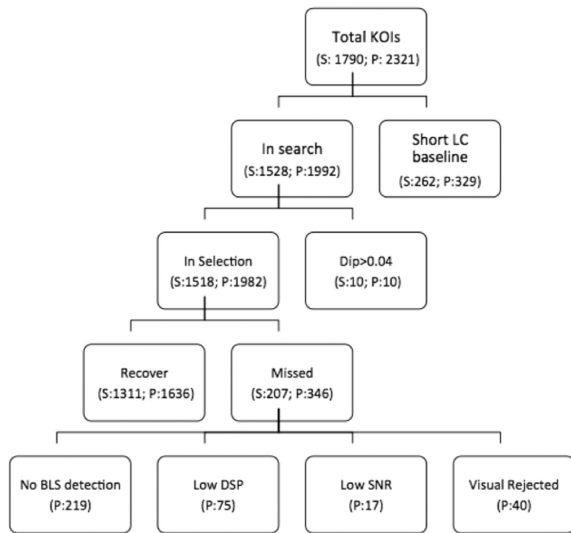 Total KOIs
(S: 1790; P: 2321)
In search
(S:1528; P:1992)
Short LC
baseline
(S:262; P:329)
In Selection
(S:1518; P:1982)
Dip>0.04
(S:10; P:10)
Recover
(S:1311; P:1636)
Missed
(S:207; P:346)
No BLS detection
(P:219)
Low DSP
(P:75)
Low SNR
(P:17)
Visual Rejected
(P:40)